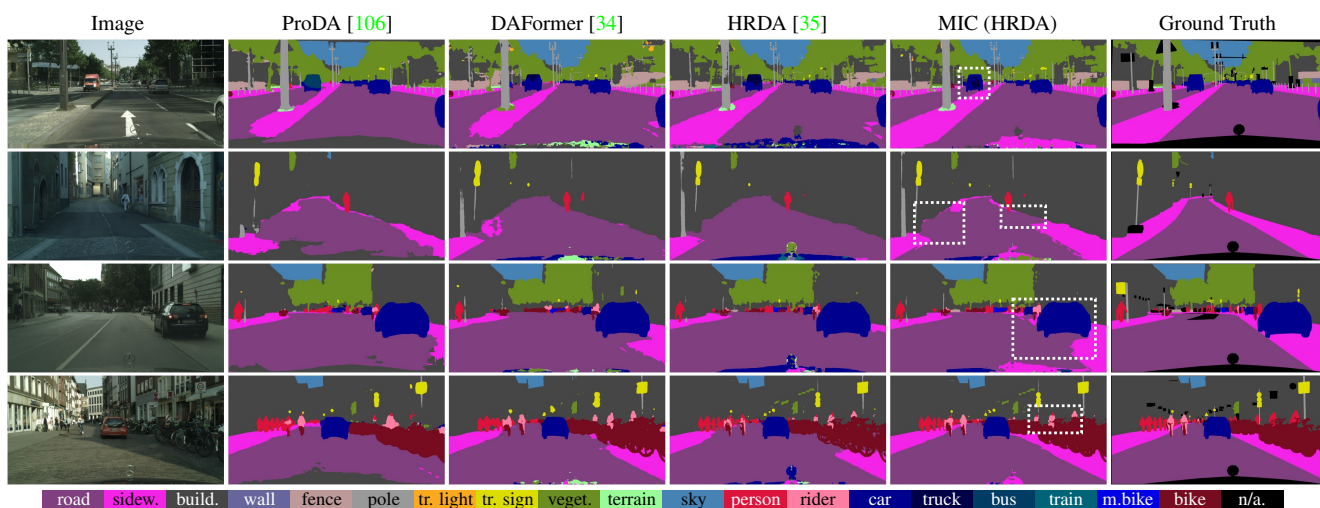 Image ProDA [106] DAFormer [34] HRDA [35] MIC (HRDA) Ground Truth
road sidew. build. wall fence pole tr. light tr. sign veget. terrain sky person rider car truck bus train m.bike bike n/a.